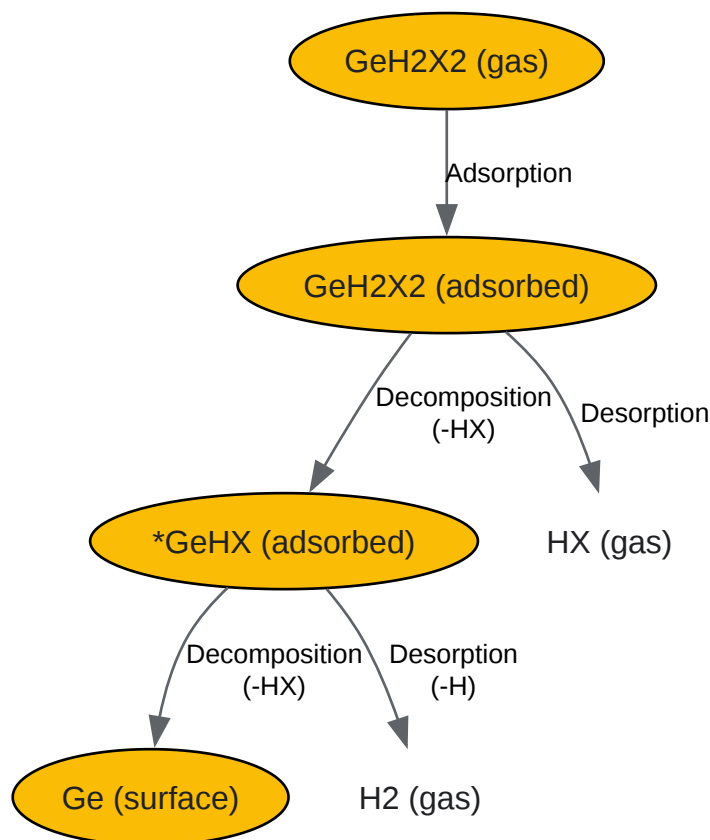 GeH2X2 (gas)
Adsorption
GeH2X2 (adsorbed)
Decomposition
(-HX)
Desorption
*GeHX (adsorbed)
HX (gas)
Decomposition
(-HX)
Desorption
(-H)
Ge (surface)
H2 (gas)